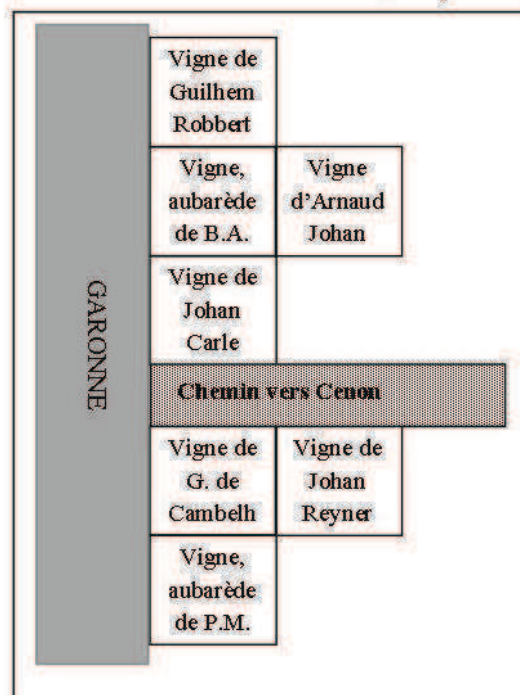 GARONNE
Vigne de
Guilhem
Robbert
Vigne,
aubarède
de B.A.
Vigne
d'Arnaud
Johan
Vigne de
Johan
Carle
Chemin vers Cenon
Vigne de
G. de
Cambelh
Vigne de
Johan
Reyner
Vigne,
aubarède
de P.M.